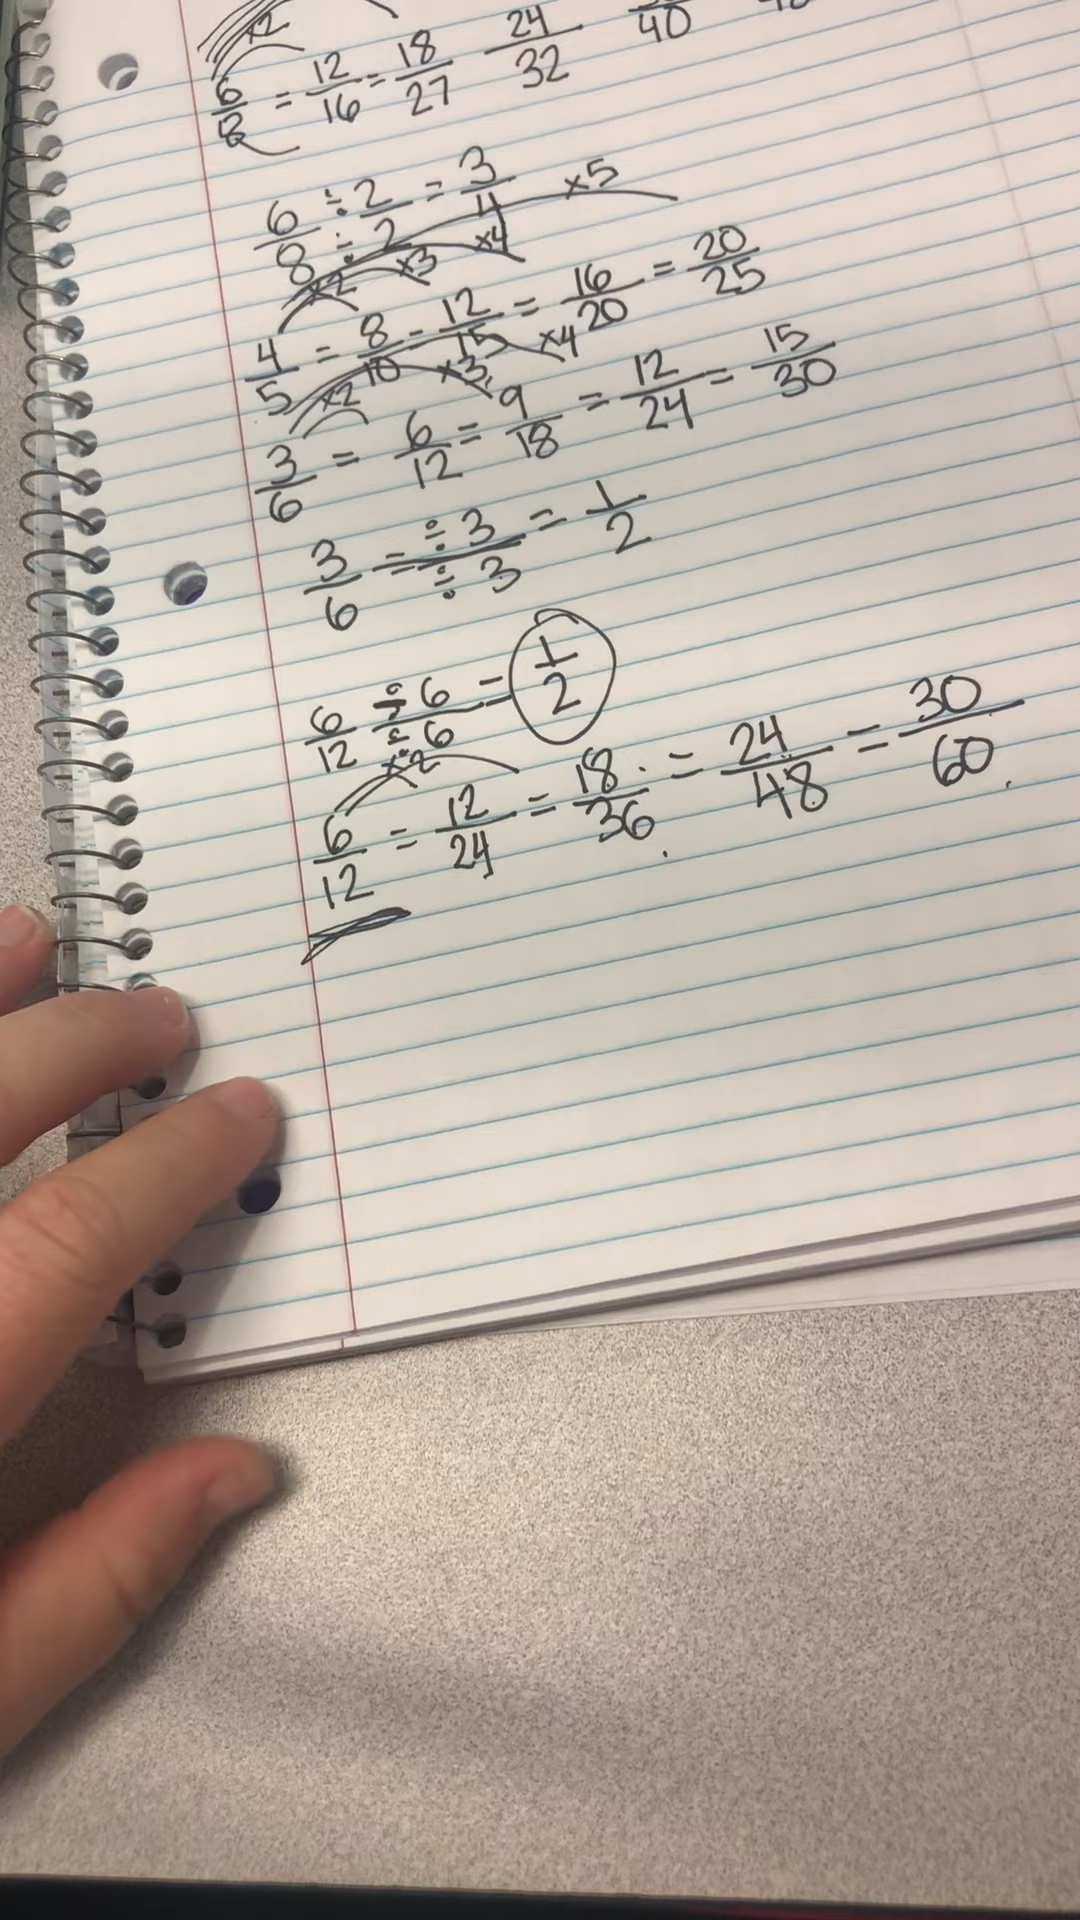 ×2
6/8 = 12/16 = 18/27 24/32 40
6/8 ÷2/÷2 = 3/4 ×5
×2 ×3 ×4
4/5 = 8/10 = 12/15 = 16/20 = 20/25
×2 ×3 ×4
3/6 = 6/12 = 9/18 = 12/24 = 15/30
3/6 = ÷3/÷3 = 1/2
6/12 ÷6/÷6 = 1/2
×2
6/12 = 12/24 = 18/36 = 24/48 = 30/60